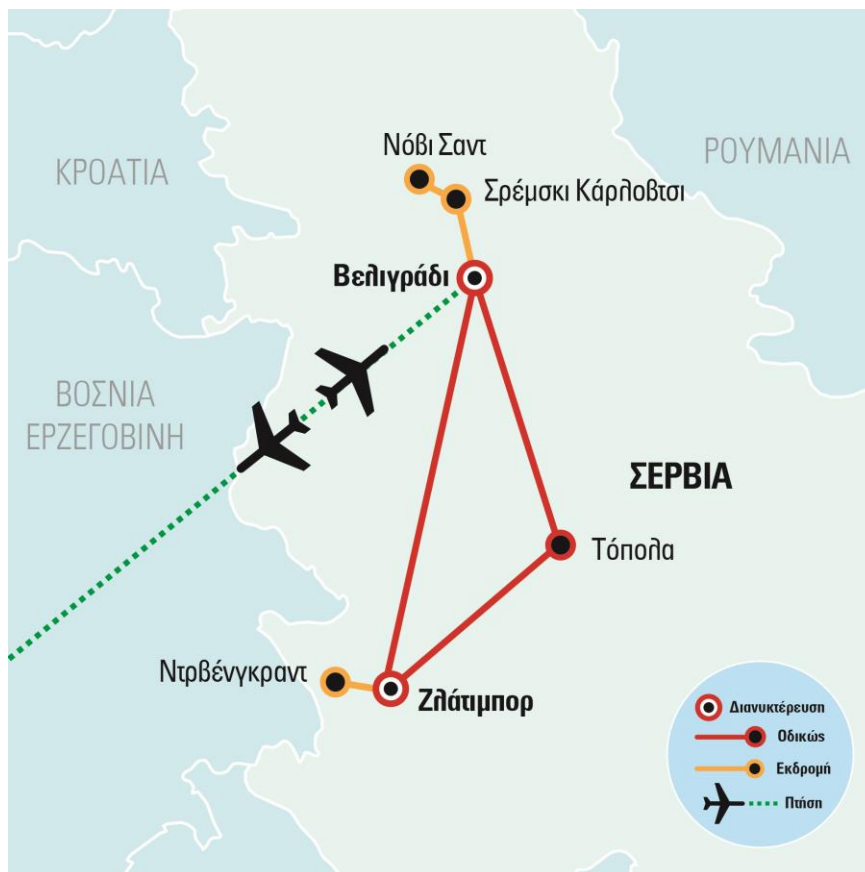 ΚΡΟΑΤΙΑ
Νόβι Σαντ
Σρέμσκι Κάρλοβτσι
ΡΟΥΜΑΝΙΑ
Βελιγράδι
ΒΟΣΝΙΑ
ΕΡΖΕΓΟΒΙΝΗ
ΣΕΡΒΙΑ
Τόπολα
Ντρβένγκραντ
Ζλάτιμπορ
Διανυκτέρευση
Οδικώς
Εκδρομή
Πτήση